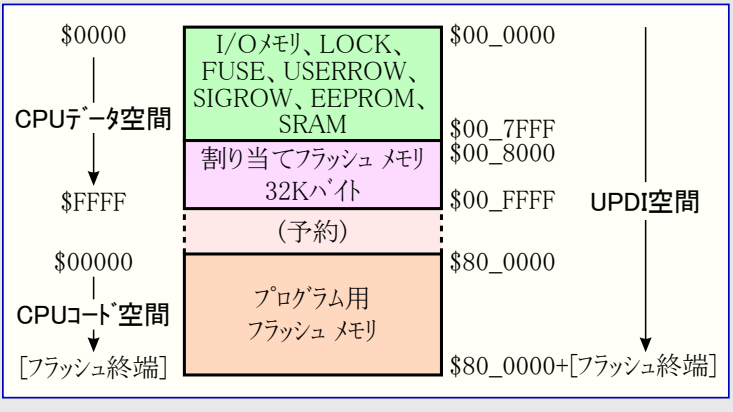 $0000
CPUデータ空間
$FFFF
$00000
CPUコード空間
[フラッシュ終端]
I/Oメモリ、LOCK、
FUSE、USERROW、
SIGROW、EEPROM、
SRAM
割り当てフラッシュ メモリ
32Kバイト
(予約)
プログラム用
フラッシュ メモリ
$00_0000
$00_7FFF
$00_8000
$00_FFFF
$80_0000
$80_0000+[フラッシュ終端]
UPDI空間